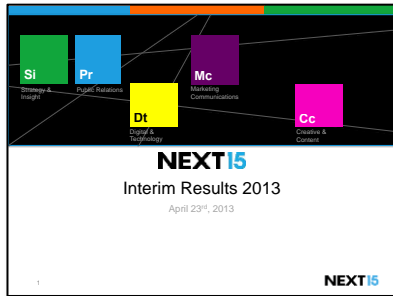 Si
Strategy &
Insight
Pr
Public Relations
Dt
Digital &
Technology
Mc
Marketing
Communications
Cc
Creative &
Content
NEXT15
Interim Results 2013
April 23rd, 2013
1
NEXT15